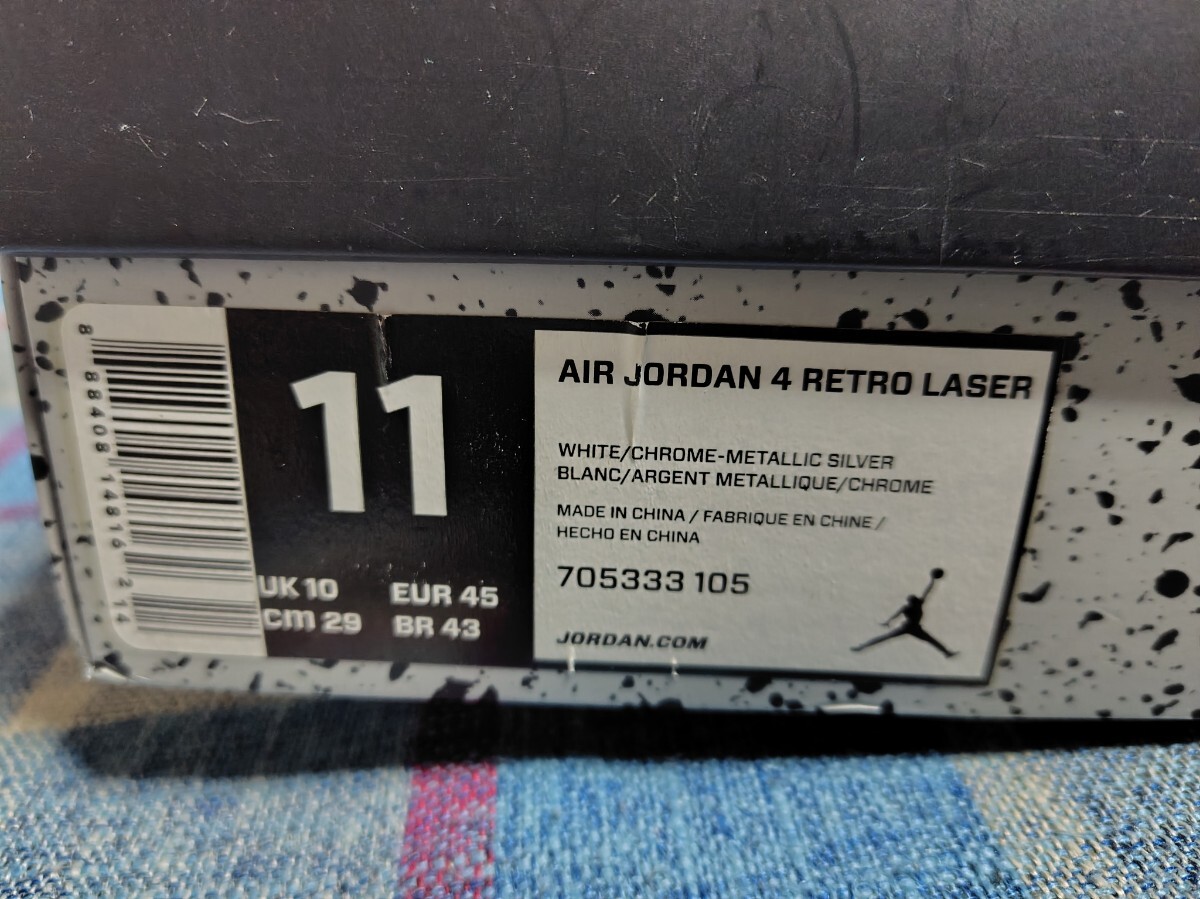 8 88408 14816 2 14
11
UK 10 EUR 45
cm 29 BR 43
AIR JORDAN 4 RETRO LASER
WHITE/CHROME-METALLIC SILVER
BLANC/ARGENT METALLIQUE/CHROME
MADE IN CHINA / FABRIQUE EN CHINE /
HECHO EN CHINA
705333 105
JORDAN.COM